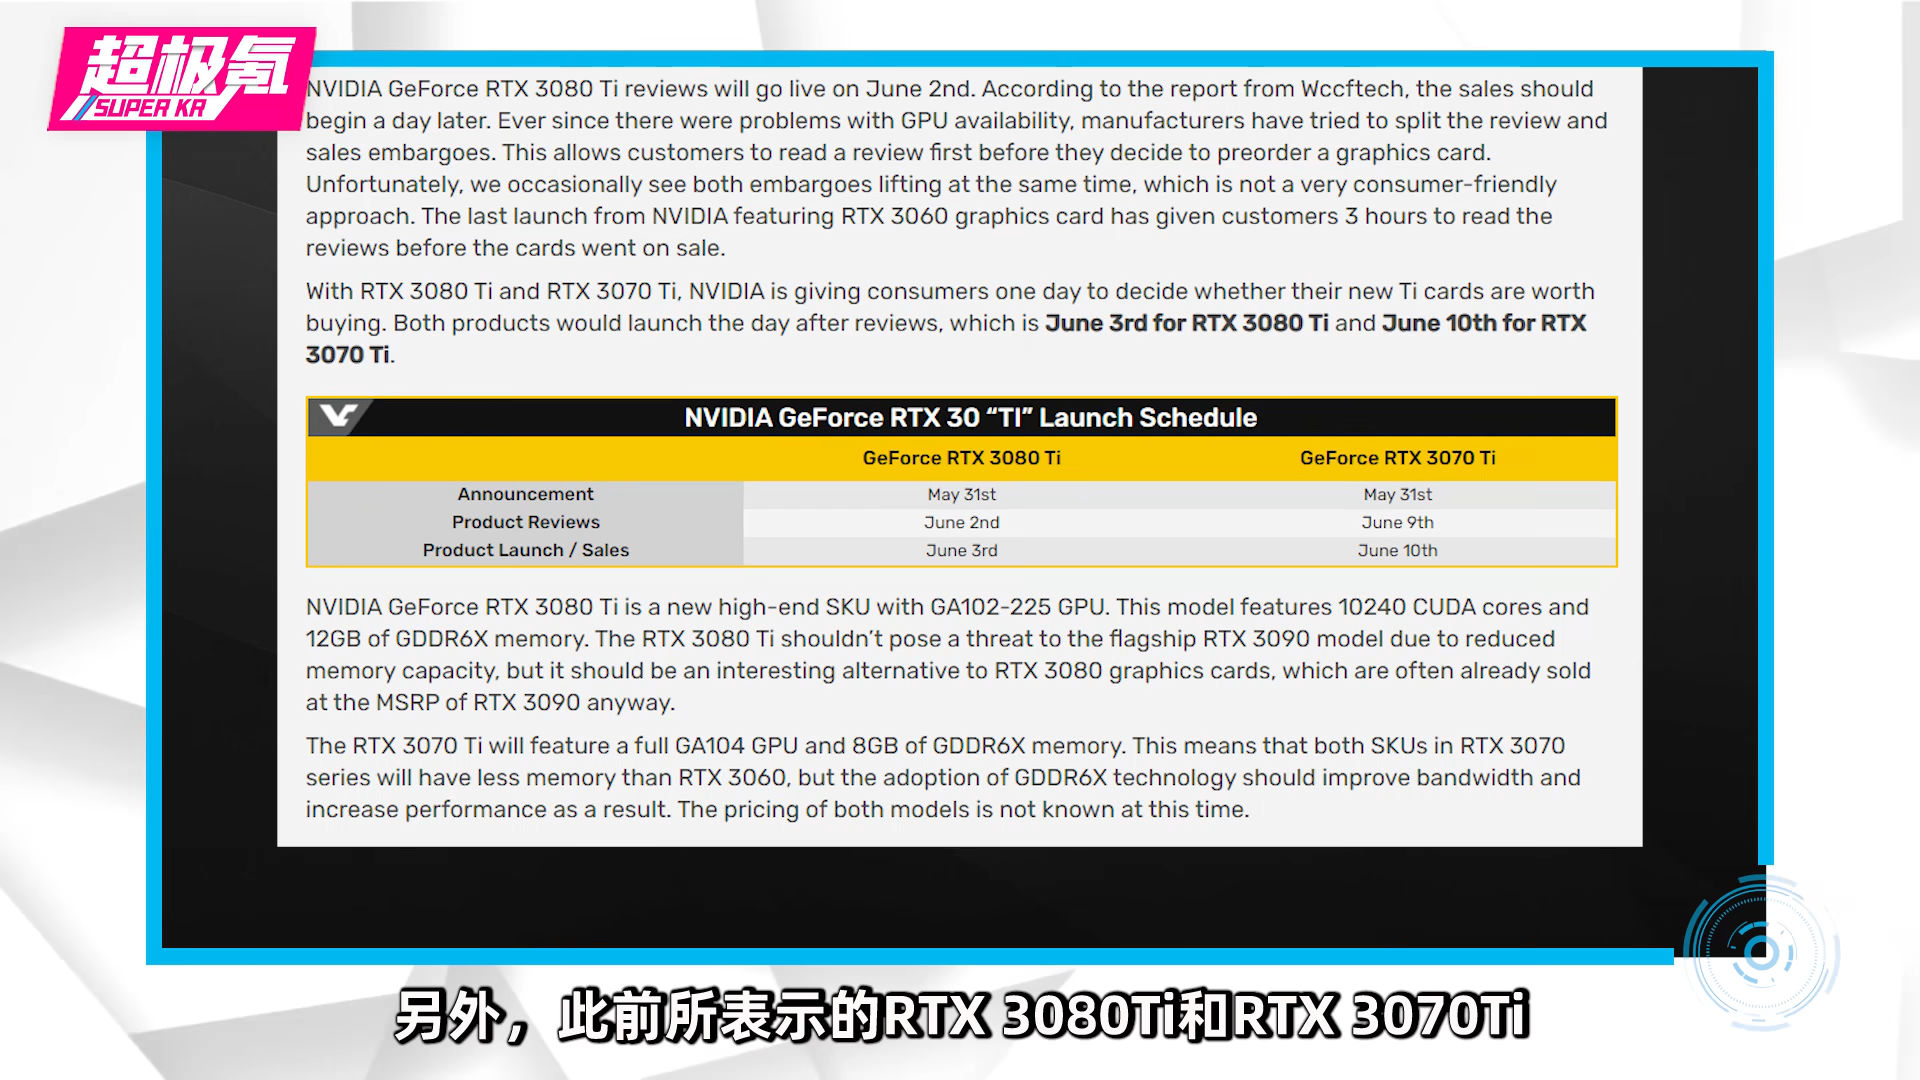 超极氪
SUPER KR
NVIDIA GeForce RTX 3080 Ti reviews will go live on June 2nd. According to the report from Wccftech, the sales should
begin a day later. Ever since there were problems with GPU availability, manufacturers have tried to split the review and
sales embargoes. This allows customers to read a review first before they decide to preorder a graphics card.
Unfortunately, we occasionally see both embargoes lifting at the same time, which is not a very consumer-friendly
approach. The last launch from NVIDIA featuring RTX 3060 graphics card has given customers 3 hours to read the
reviews before the cards went on sale.
With RTX 3080 Ti and RTX 3070 Ti, NVIDIA is giving consumers one day to decide whether their new Ti cards are worth
buying. Both products would launch the day after reviews, which is June 3rd for RTX 3080 Ti and June 10th for RTX
3070 Ti.
NVIDIA GeForce RTX 30 “TI” Launch Schedule
GeForce RTX 3080 Ti GeForce RTX 3070 Ti
Announcement May 31st May 31st
Product Reviews June 2nd June 9th
Product Launch / Sales June 3rd June 10th
NVIDIA GeForce RTX 3080 Ti is a new high-end SKU with GA102-225 GPU. This model features 10240 CUDA cores and
12GB of GDDR6X memory. The RTX 3080 Ti shouldn’t pose a threat to the flagship RTX 3090 model due to reduced
memory capacity, but it should be an interesting alternative to RTX 3080 graphics cards, which are often already sold
at the MSRP of RTX 3090 anyway.
The RTX 3070 Ti will feature a full GA104 GPU and 8GB of GDDR6X memory. This means that both SKUs in RTX 3070
series will have less memory than RTX 3060, but the adoption of GDDR6X technology should improve bandwidth and
increase performance as a result. The pricing of both models is not known at this time.
另外，此前所表示的RTX 3080Ti和RTX 3070Ti